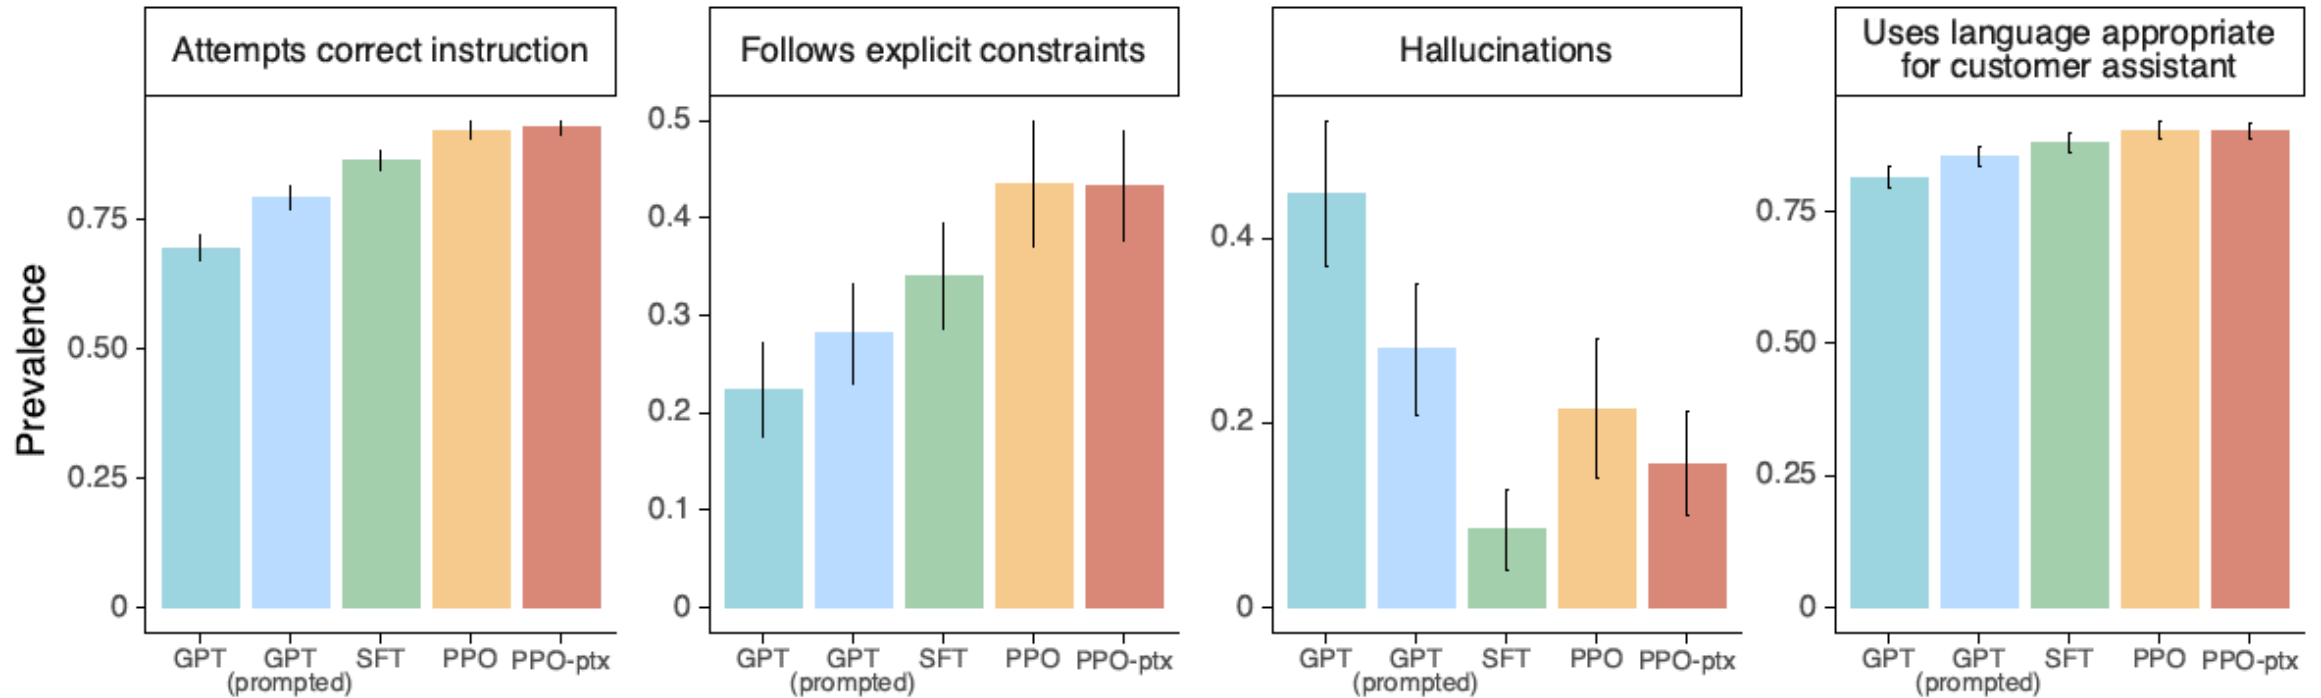 Attempts correct instruction
Follows explicit constraints
Hallucinations
Uses language appropriate
for customer assistant
Prevalence
0.75
0.50
0.25
0
GPT
GPT
(prompted)
SFT
PPO
PPO-ptx
0.5
0.4
0.3
0.2
0.1
0
GPT
GPT
(prompted)
SFT
PPO
PPO-ptx
0.4
0.2
0
GPT
GPT
(prompted)
SFT
PPO
PPO-ptx
0.75
0.50
0.25
0
GPT
GPT
(prompted)
SFT
PPO
PPO-ptx